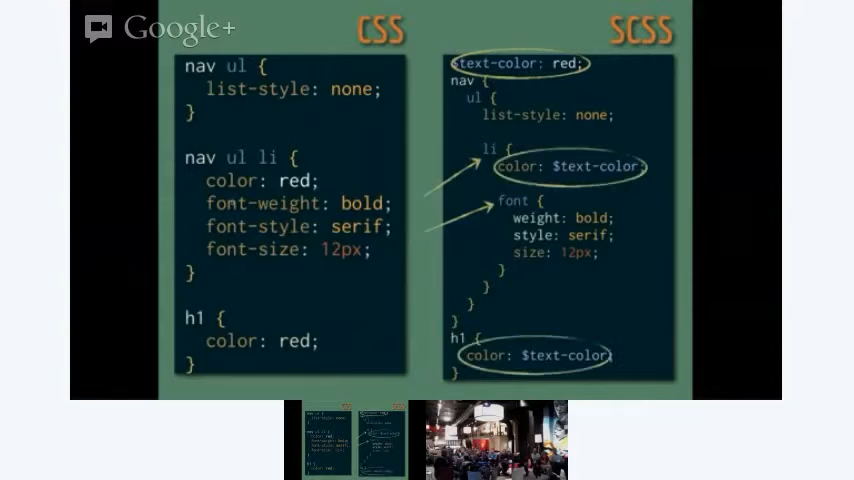 Google+
CSS
SCSS
nav ul {
list-style: none;
}
nav ul li {
color: red;
font-weight: bold;
font-style: serif;
font-size: 12px;
}
h1 {
color: red;
}
$text-color: red;
nav {
ul {
list-style: none;
li {
color: $text-color;
font {
weight: bold;
style: serif;
size: 12px;
}
}
}
}
h1 {
color: $text-color;
}